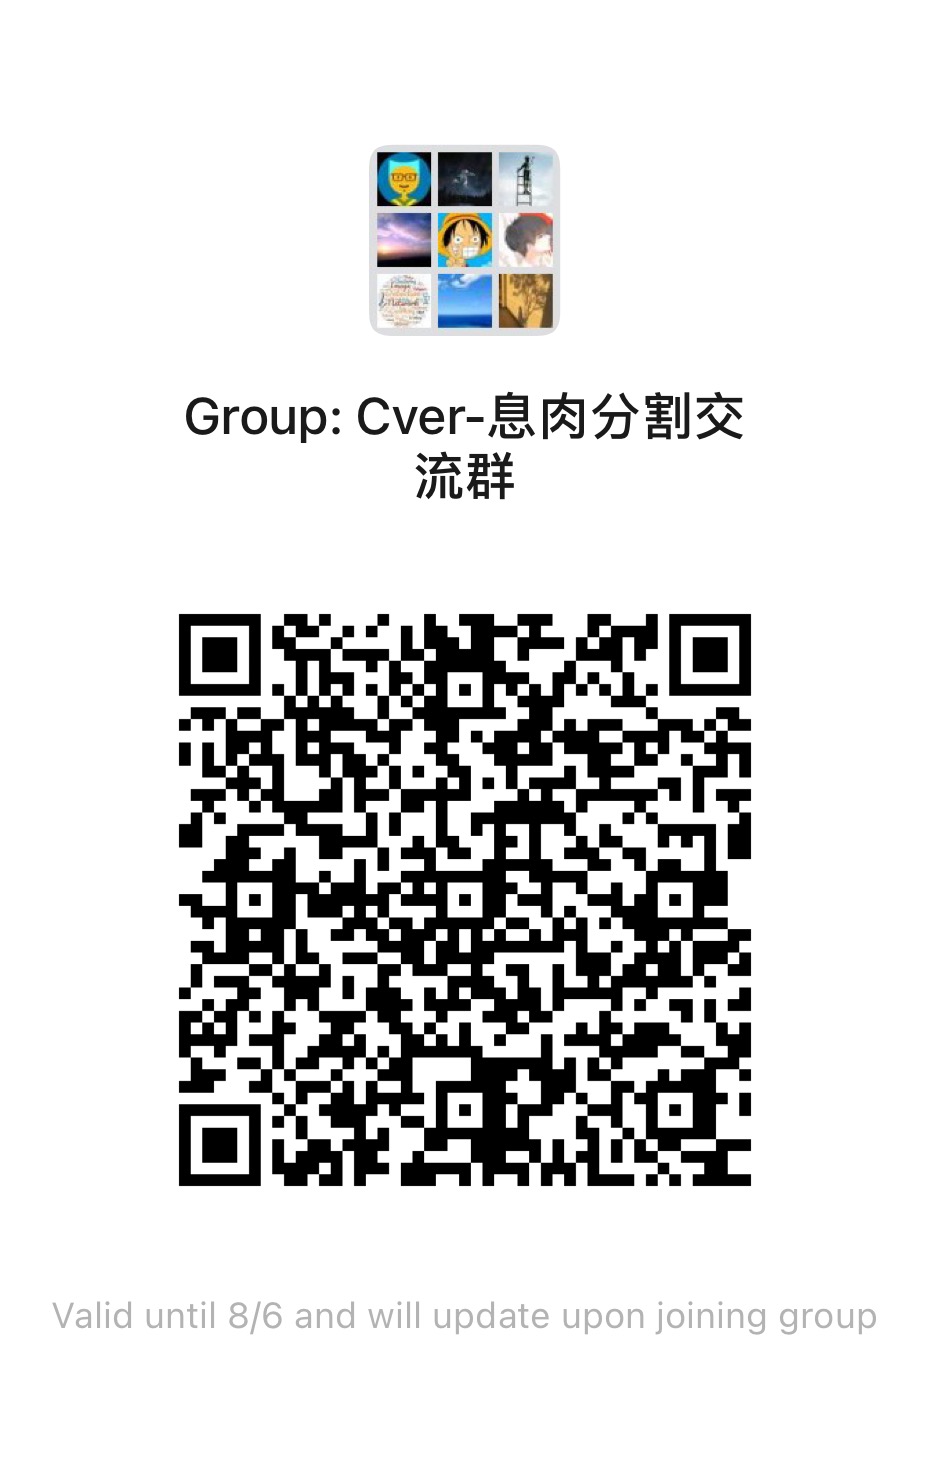 Group: Cver-息肉分割交
流群
Valid until 8/6 and will update upon joining group